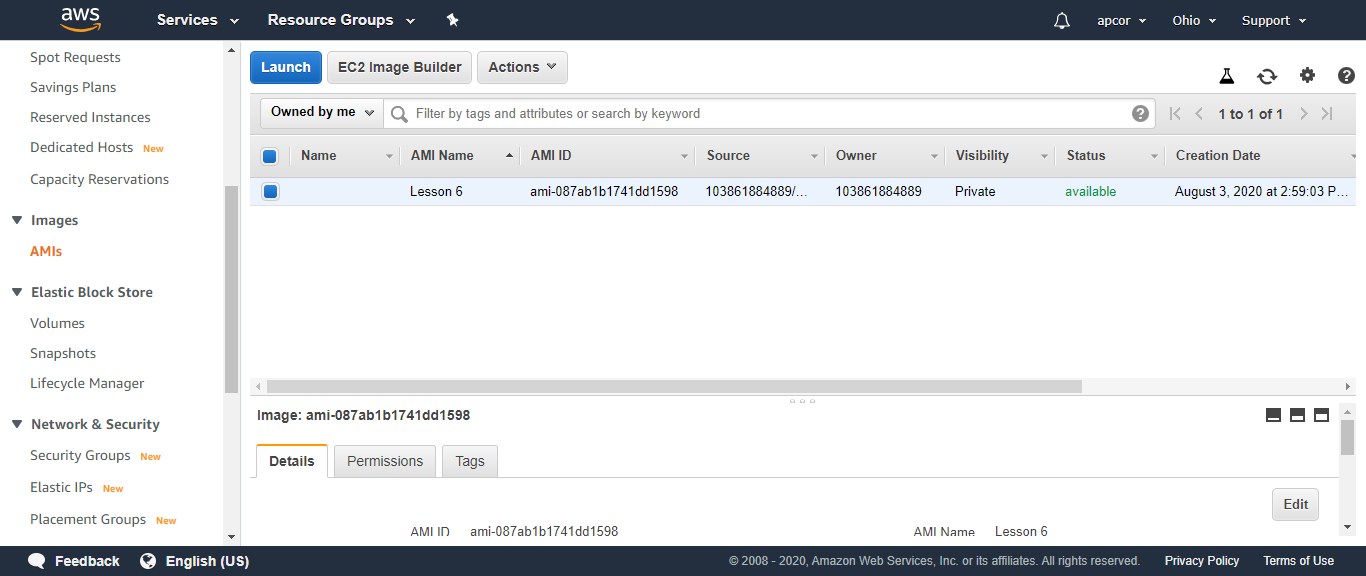 aws Services Resource Groups apcor Ohio Support
Spot Requests
Savings Plans
Reserved Instances
Dedicated Hosts New
Capacity Reservations
Images
AMIs
Elastic Block Store
Volumes
Snapshots
Lifecycle Manager
Network & Security
Security Groups New
Elastic IPs New
Placement Groups New
Launch EC2 Image Builder Actions
Owned by me Filter by tags and attributes or search by keyword 1 to 1 of 1
Name AMI Name AMI ID Source Owner Visibility Status Creation Date
Lesson 6 ami-087ab1b1741dd1598 103861884889/... 103861884889 Private available August 3, 2020 at 2:59:03 P...
Image: ami-087ab1b1741dd1598
Details Permissions Tags
Edit
AMI ID ami-087ab1b1741dd1598 AMI Name Lesson 6
Feedback English (US) © 2008 - 2020, Amazon Web Services, Inc. or its affiliates. All rights reserved. Privacy Policy Terms of Use